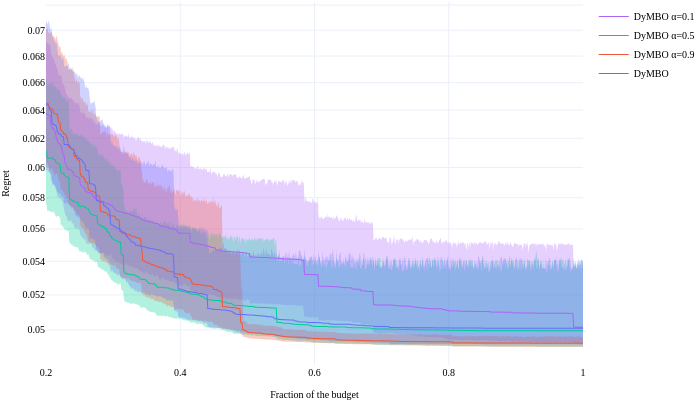 DyMBO α=0.1
DyMBO α=0.5
DyMBO α=0.9
DyMBO
0.07
0.068
0.066
0.064
0.062
0.06
0.058
0.056
0.054
0.052
0.05
Regret
0.2 0.4 0.6 0.8 1
Fraction of the budget